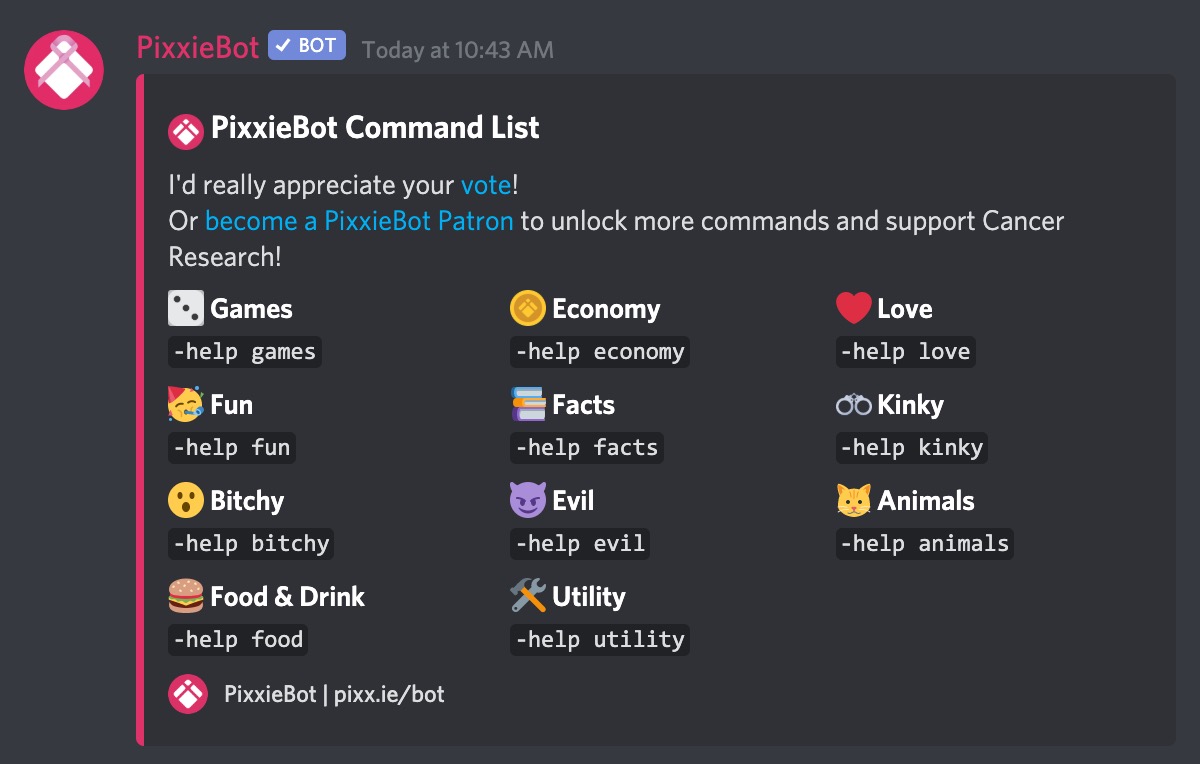 PixxieBot BOT Today at 10:43 AM
PixxieBot Command List
I'd really appreciate your vote!
Or become a PixxieBot Patron to unlock more commands and support Cancer
Research!
Games Economy Love
-help games -help economy -help love
Fun Facts Kinky
-help fun -help facts -help kinky
Bitchy Evil Animals
-help bitchy -help evil -help animals
Food & Drink Utility
-help food -help utility
PixxieBot | pixx.ie/bot